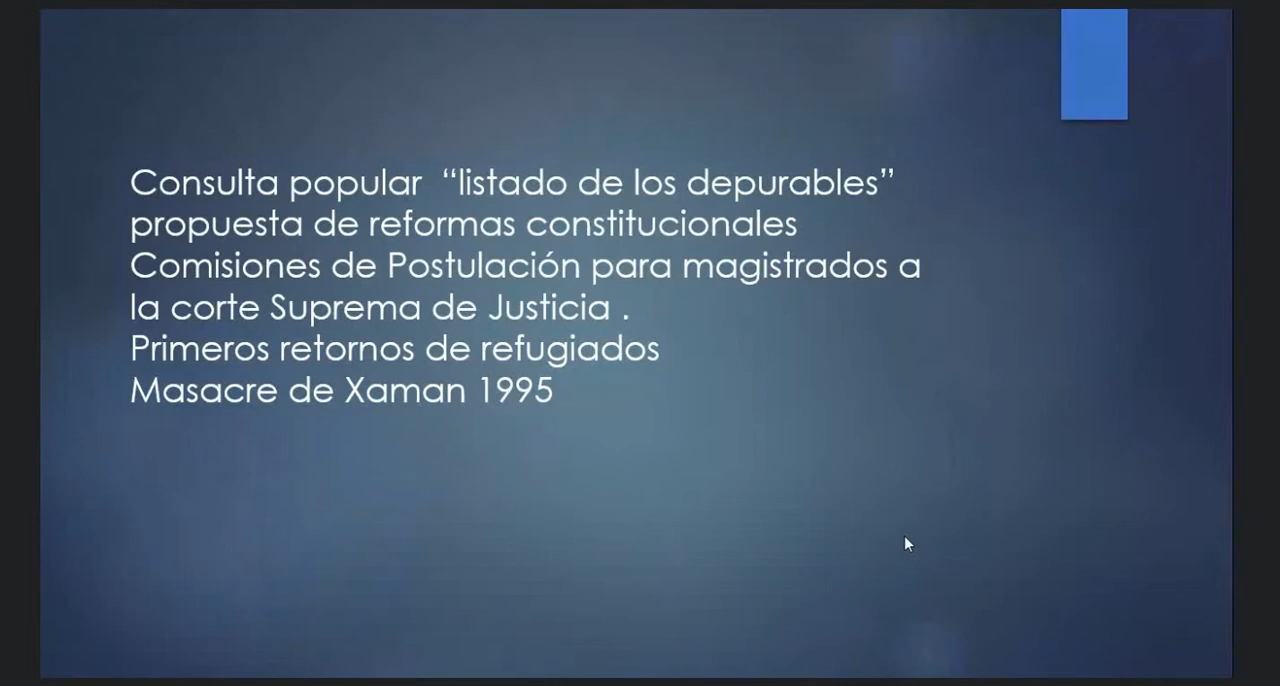 Consulta popular  “listado de los depurables”
propuesta de reformas constitucionales
Comisiones de Postulación para magistrados a
la corte Suprema de Justicia .
Primeros retornos de refugiados
Masacre de Xaman 1995